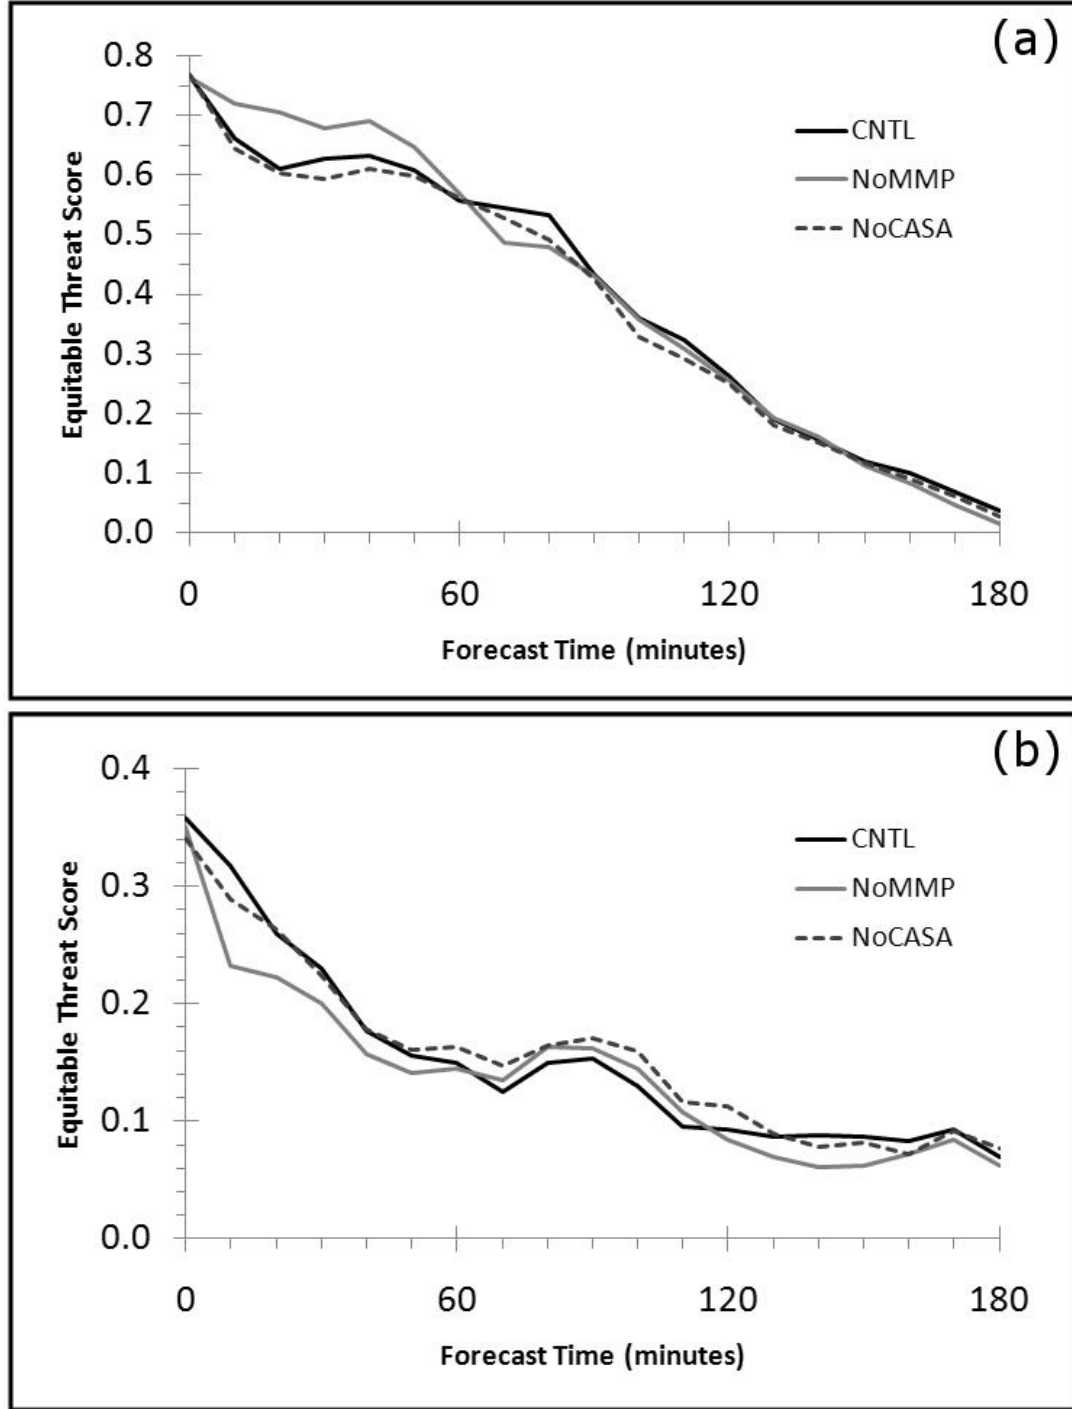 (a)
0.8
0.7
0.6
0.5
0.4
0.3
0.2
0.1
0.0
Equitable Threat Score
CNTL
NoMMP
NoCASA
0 60 120 180
Forecast Time (minutes)
(b)
0.4
0.3
0.2
0.1
0.0
Equitable Threat Score
CNTL
NoMMP
NoCASA
0 60 120 180
Forecast Time (minutes)